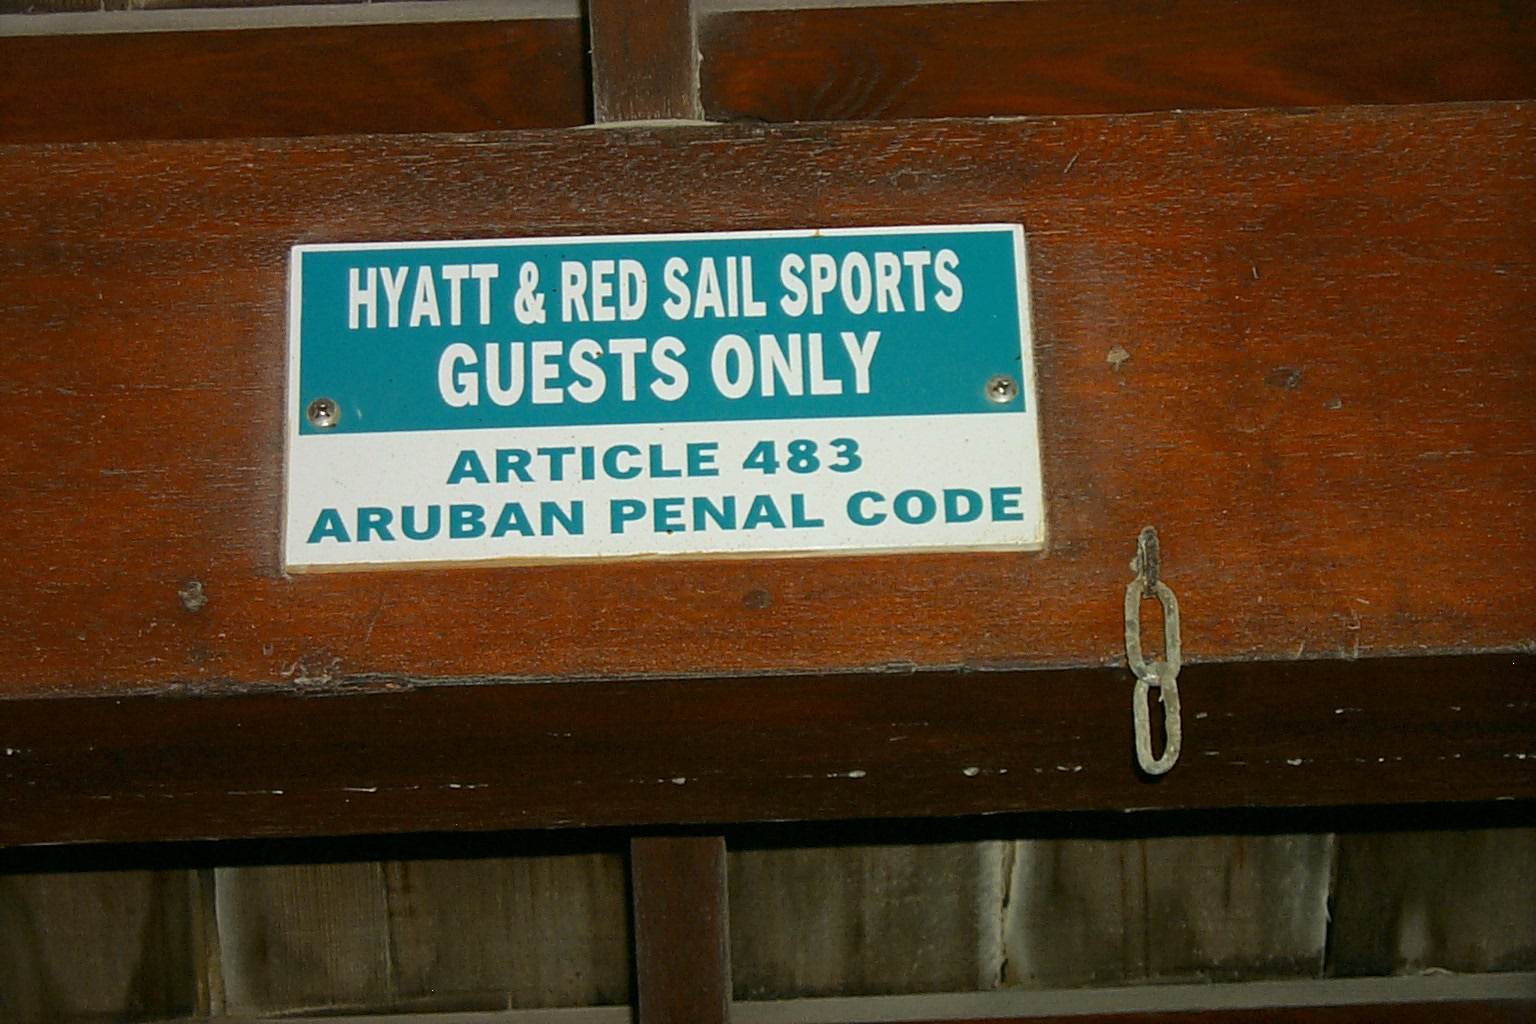 HYATT & RED SAIL SPORTS
GUESTS ONLY
ARTICLE 483
ARUBAN PENAL CODE